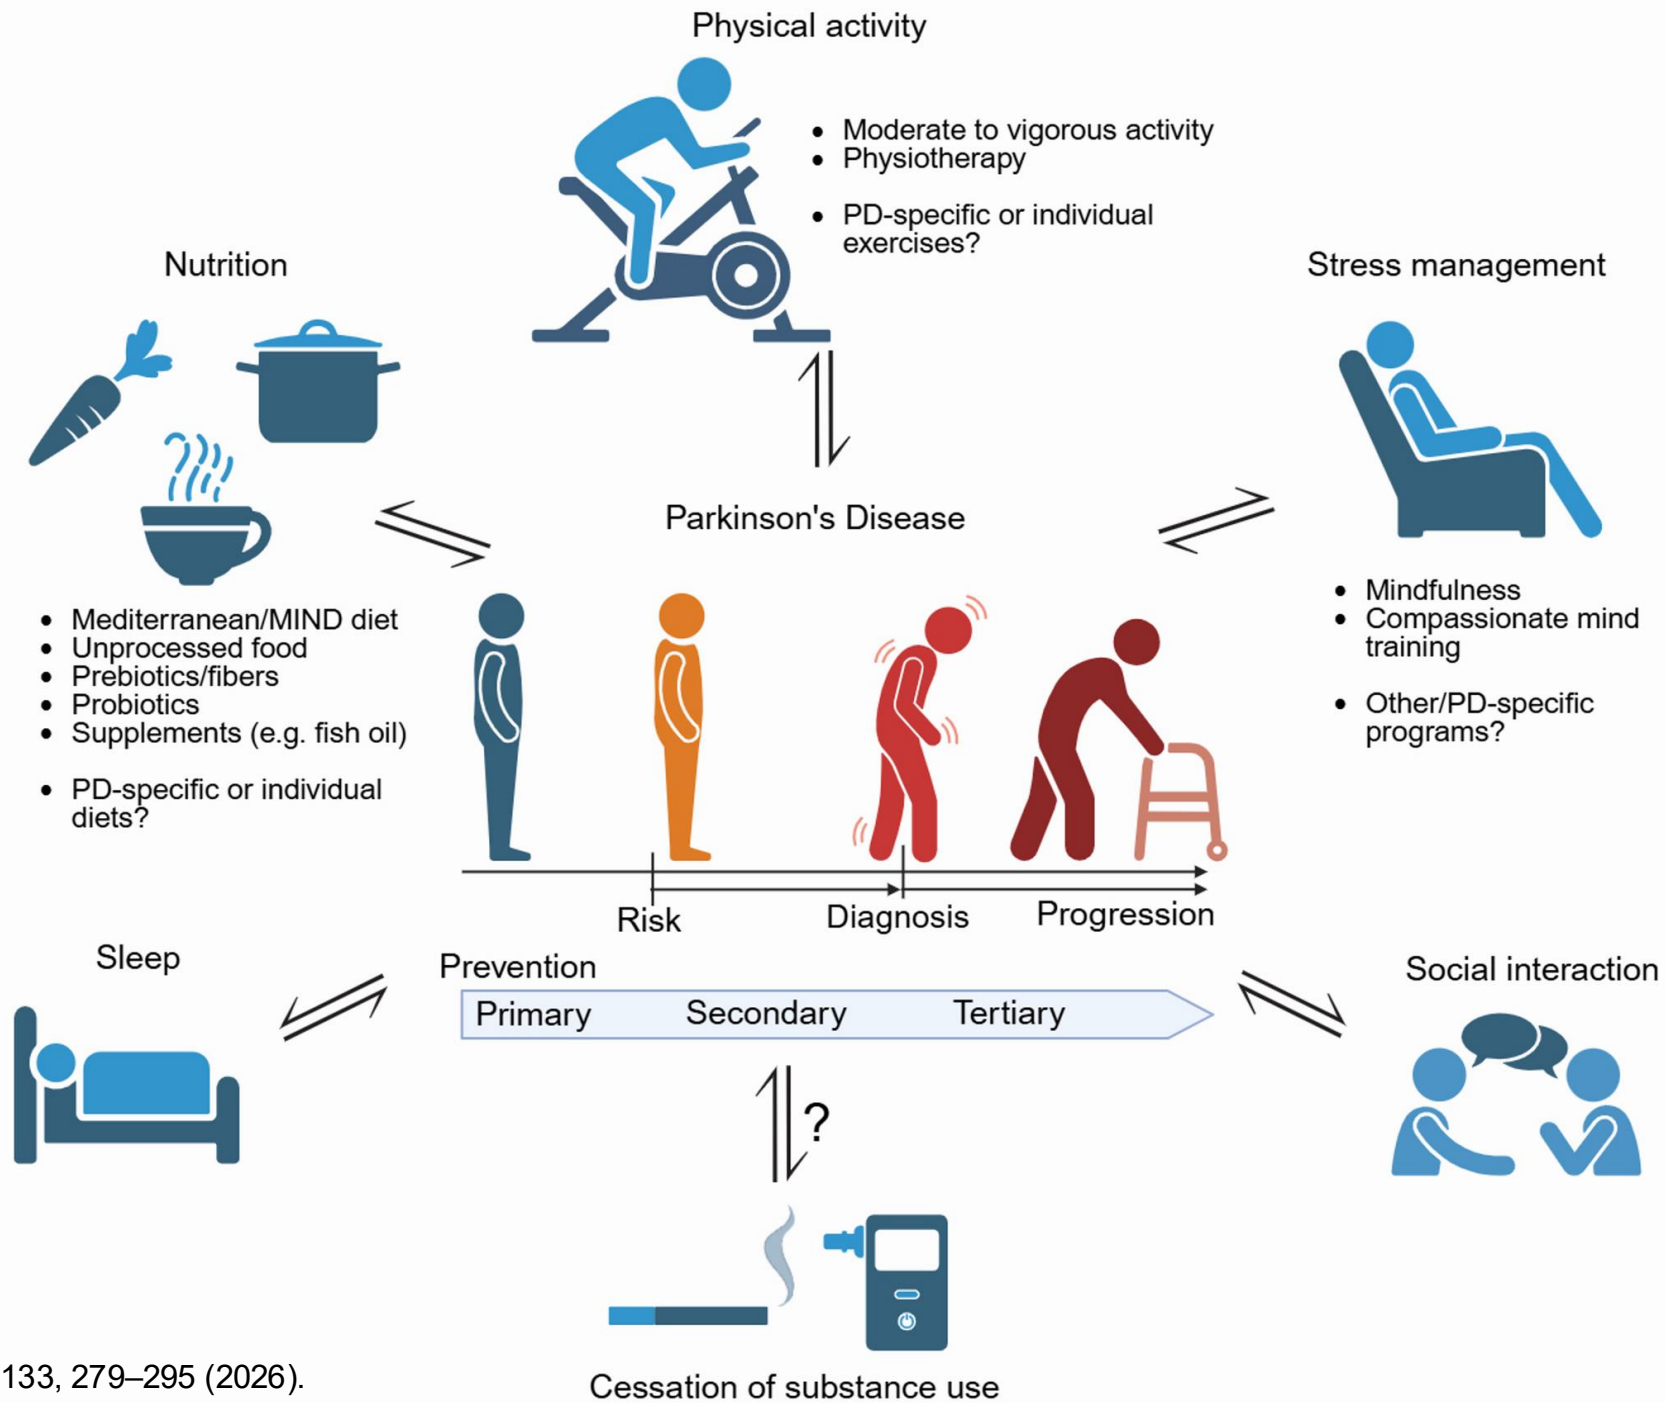 Physical activity
• Moderate to vigorous activity
• Physiotherapy
• PD-specific or individual
exercises?
Nutrition
• Mediterranean/MIND diet
• Unprocessed food
• Prebiotics/fibers
• Probiotics
• Supplements (e.g. fish oil)
• PD-specific or individual
diets?
Stress management
• Mindfulness
• Compassionate mind
training
• Other/PD-specific
programs?
Parkinson's Disease
Risk
Diagnosis
Progression
Prevention
Primary
Secondary
Tertiary
Sleep
Social interaction
?
Cessation of substance use
133, 279–295 (2026).